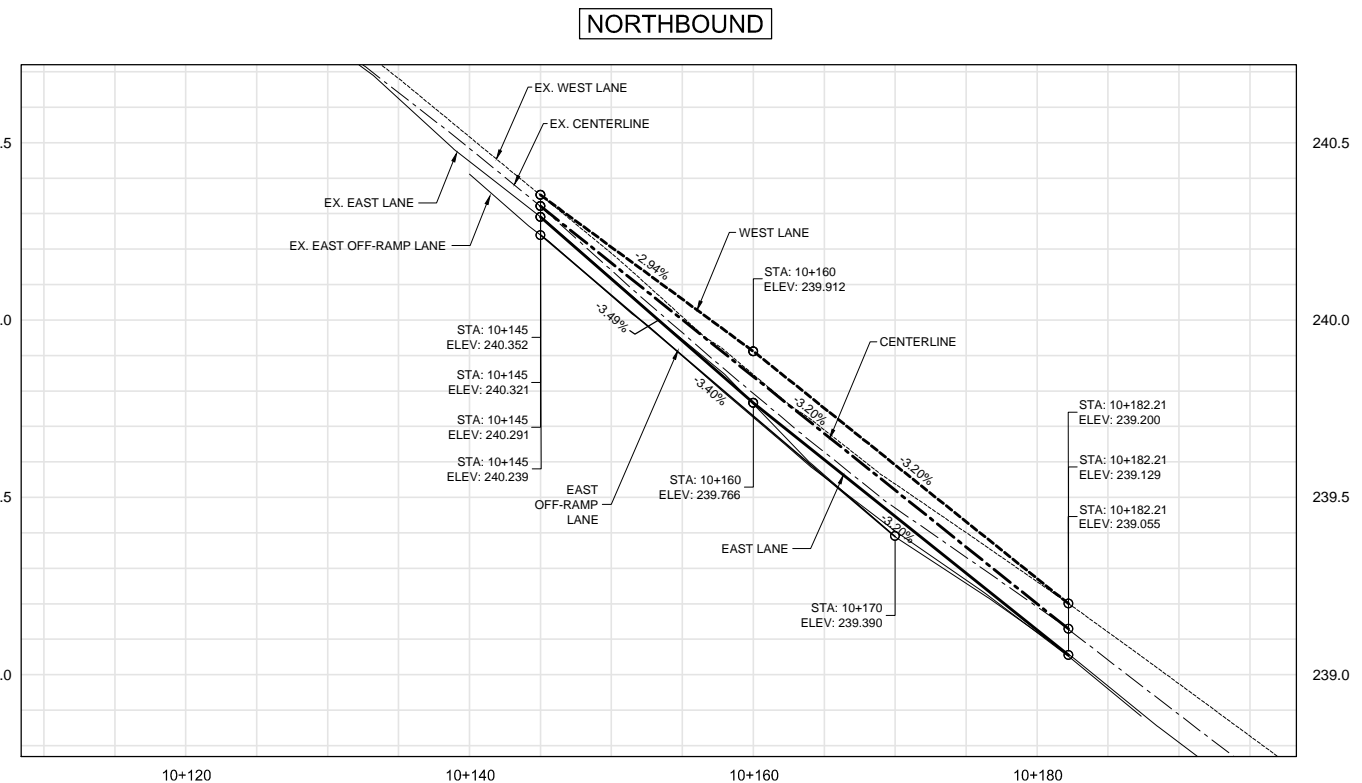 NORTHBOUND
EX. WEST LANE
EX. CENTERLINE
EX. EAST LANE
EX. EAST OFF-RAMP LANE
WEST LANE
-2.94%
STA: 10+160
ELEV: 239.912
-3.49%
STA: 10+145
ELEV: 240.352
STA: 10+145
ELEV: 240.321
STA: 10+145
ELEV: 240.291
STA: 10+145
ELEV: 240.239
-3.40%
CENTERLINE
-3.20%
-3.20%
STA: 10+182.21
ELEV: 239.200
STA: 10+182.21
ELEV: 239.129
STA: 10+182.21
ELEV: 239.055
EAST
OFF-RAMP
LANE
STA: 10+160
ELEV: 239.766
EAST LANE
-3.20%
STA: 10+170
ELEV: 239.390
.5
.0
.5
.0
240.5
240.0
239.5
239.0
10+120
10+140
10+160
10+180